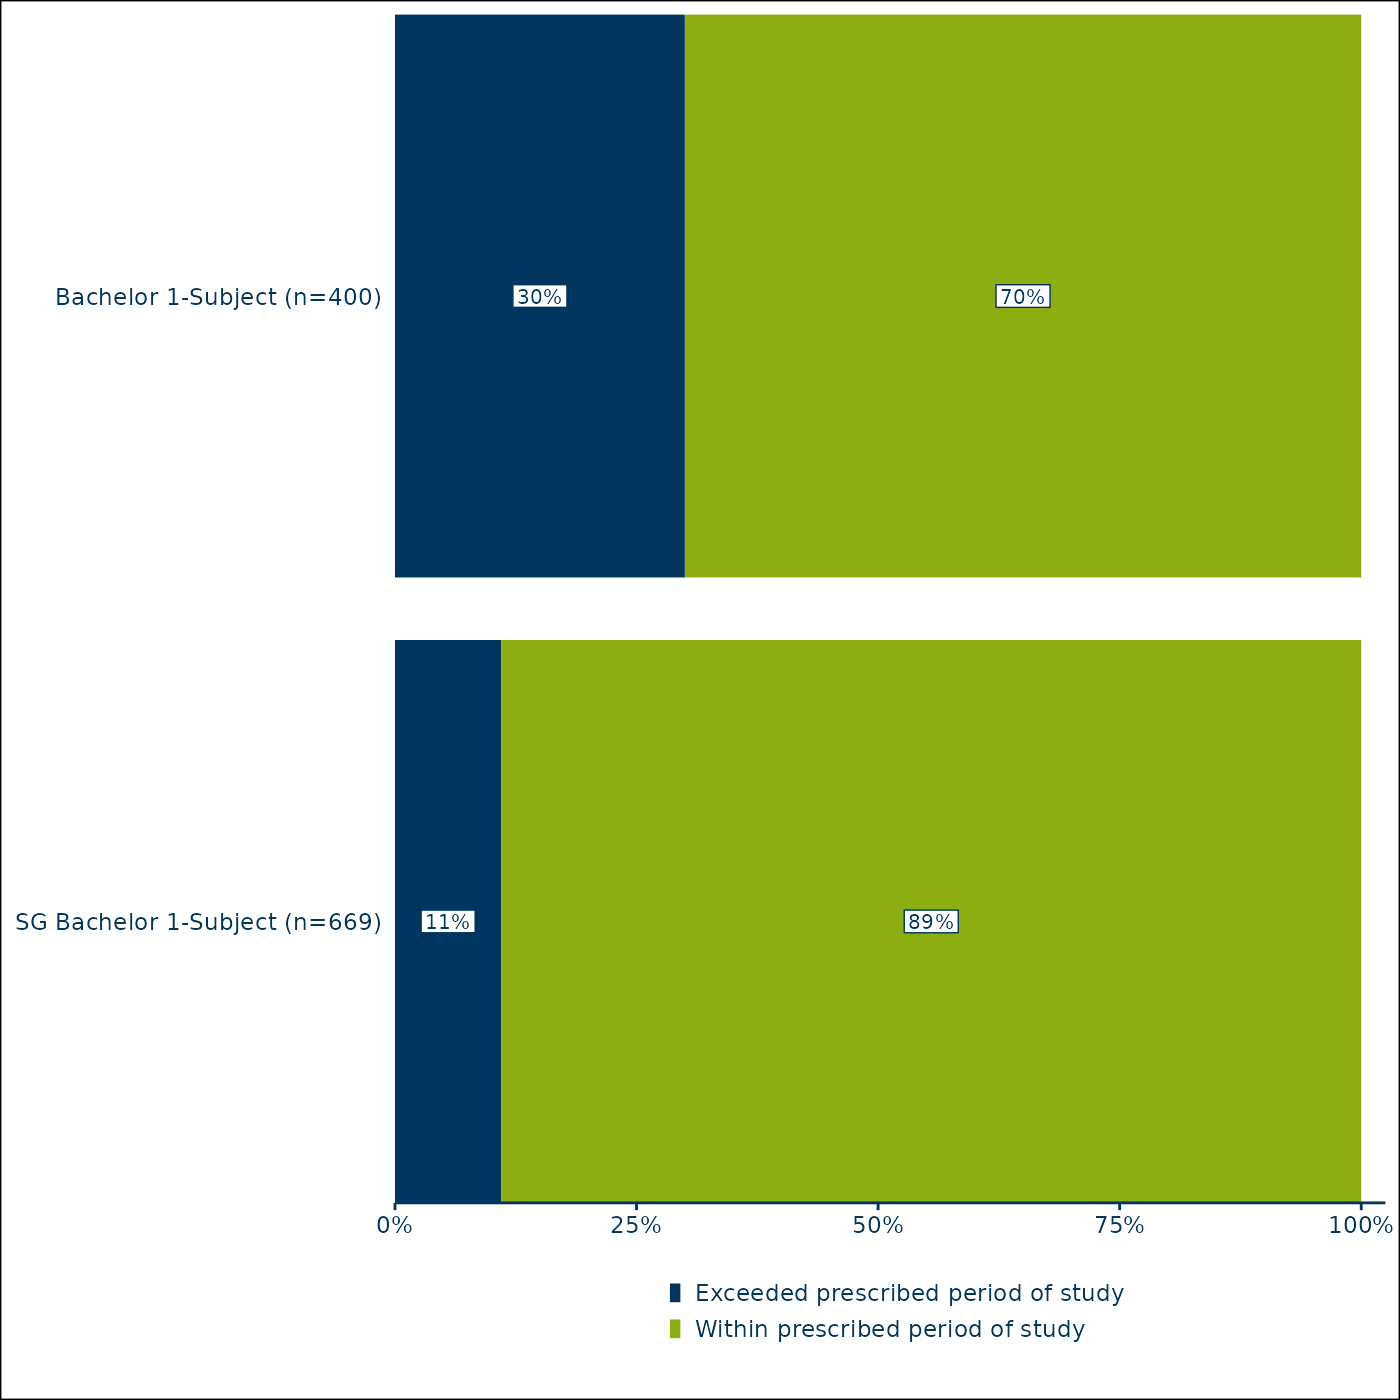 Bachelor 1-Subject (n=400)
30%
70%
SG Bachelor 1-Subject (n=669)
11%
89%
0%
25%
50%
75%
100%
Exceeded prescribed period of study
Within prescribed period of study